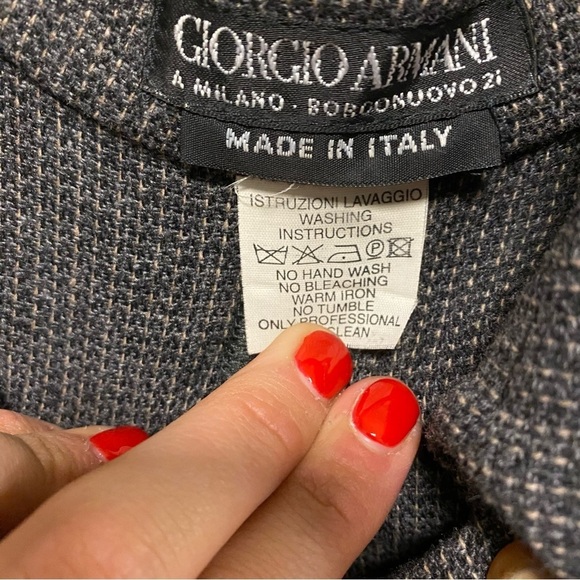 GIORGIO ARMANI
A MILANO · BORGONUOVO 21
MADE IN ITALY
ISTRUZIONI LAVAGGIO
WASHING
INSTRUCTIONS
P
NO HAND WASH
NO BLEACHING
WARM IRON
NO TUMBLE
ONLY PROFESSIONAL
CLEAN